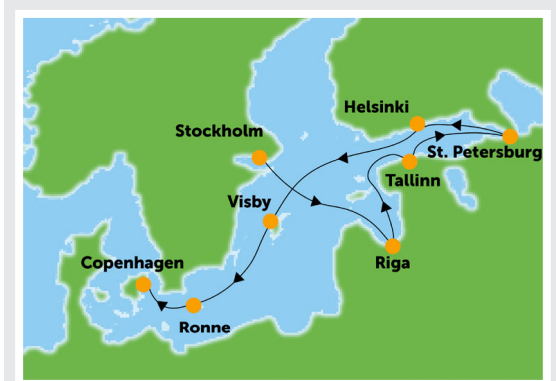 Helsinki
Stockholm
St. Petersburg
Tallinn
Visby
Copenhagen
Riga
Ronne